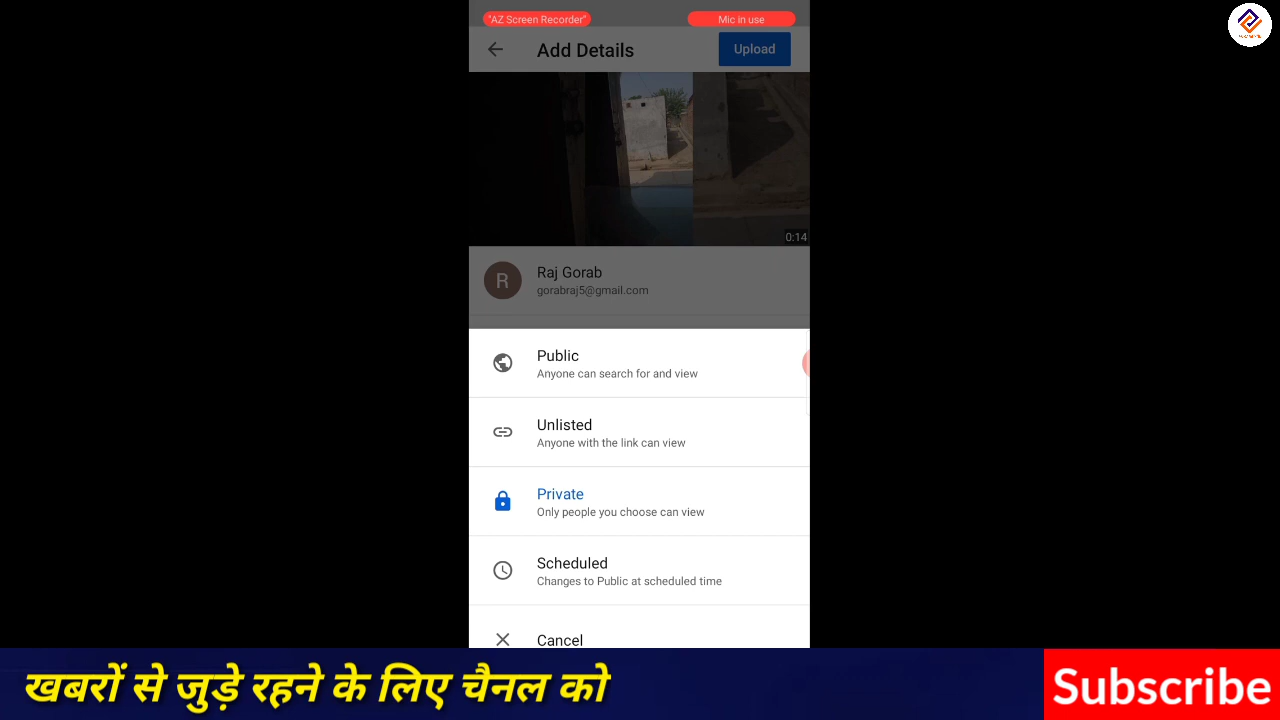 "AZ Screen Recorder"
Mic in use
Add Details
Upload
0:14
R
Raj Gorab
gorabraj5@gmail.com
Public
Anyone can search for and view
Unlisted
Anyone with the link can view
Private
Only people you choose can view
Scheduled
Changes to Public at scheduled time
Cancel
खबरों से जुड़े रहने के लिए चैनल को
Subscribe